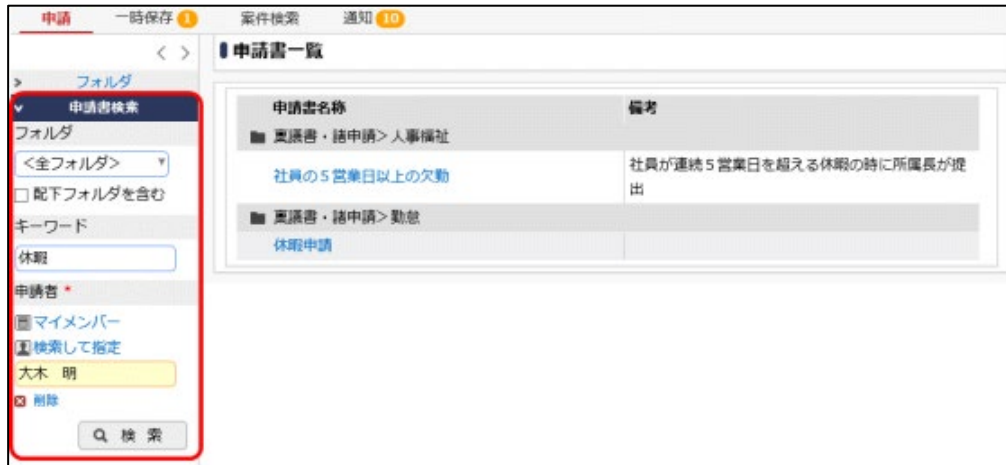 申請 一時保存 1 案件検索 通知 10
申請書一覧
フォルダ
申請書検索
フォルダ
<全フォルダ>
配下フォルダを含む
キーワード
休暇
申請者 *
マイメンバー
検索して指定
大木 明
削除
検 索
申請書名称 備考
稟議書・諸申請>人事福祉
社員の5営業日以上の欠勤 社員が連続5営業日を超える休暇の時に所属長が提
出
稟議書・諸申請>勤怠
休暇申請